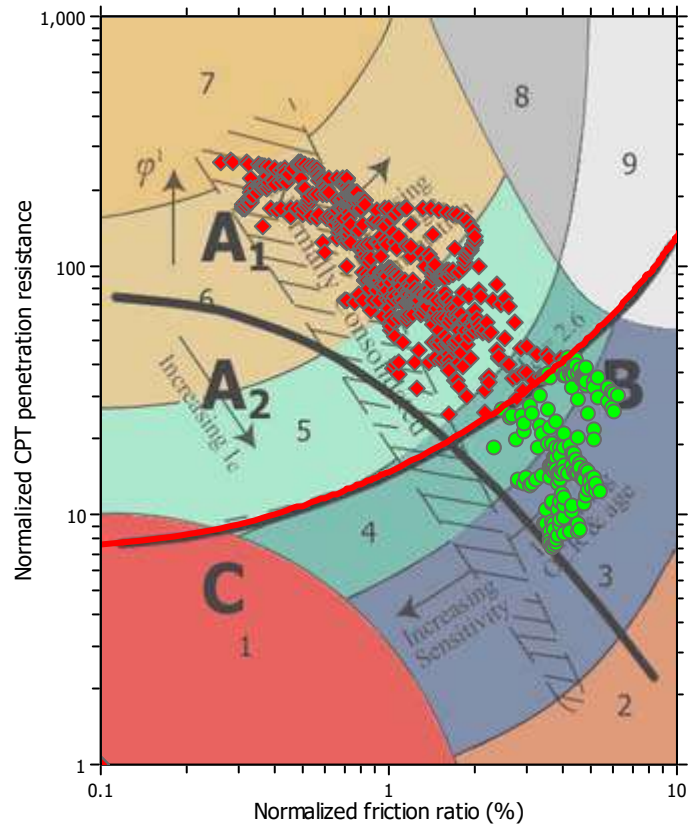 1,000
7
8
9
φ'
A1
100
6
Normally Consolidated
2.6
A2
B
Increasing Ic
5
Normalized CPT penetration resistance
10
4
& age
3
C
Increasing
Sensitivity
1
2
1
0.1
1
10
Normalized friction ratio (%)